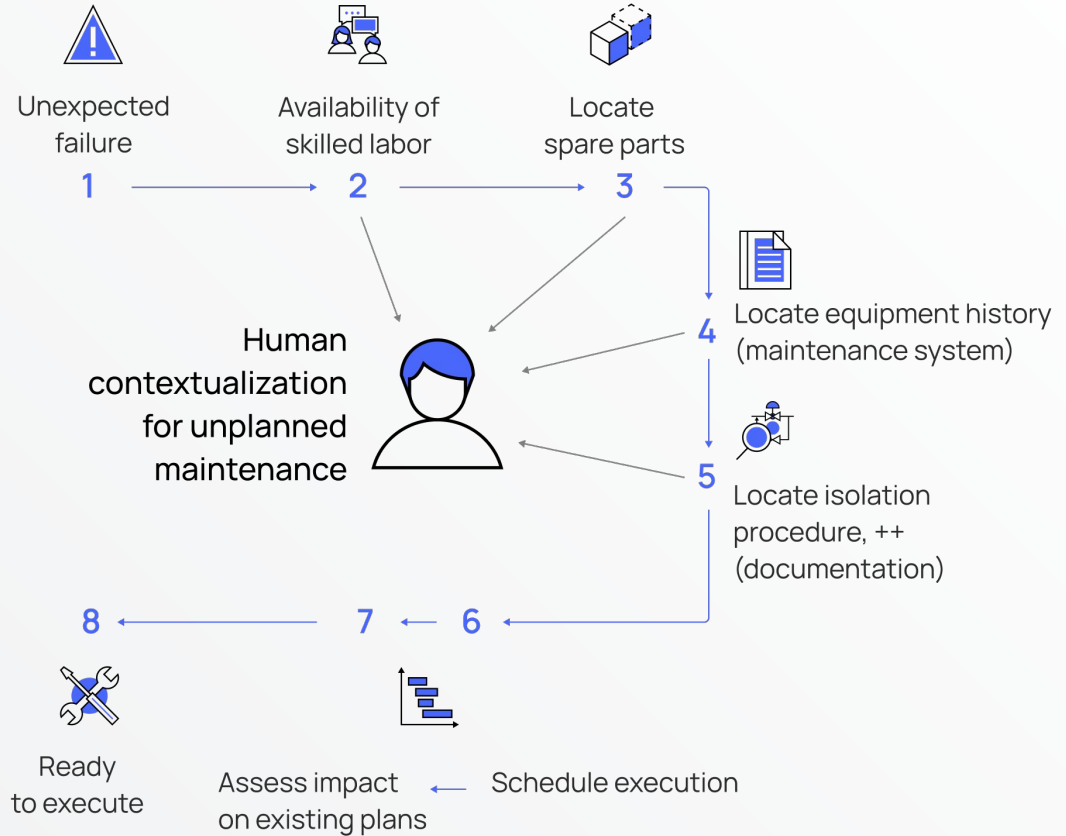 Unexpected
failure
1
Availability of
skilled labor
2
Locate
spare parts
3
4
Locate equipment history
(maintenance system)
Human
contextualization
for unplanned
maintenance
5
Locate isolation
procedure, ++
(documentation)
6
7
8
Schedule execution
Assess impact
on existing plans
Ready
to execute